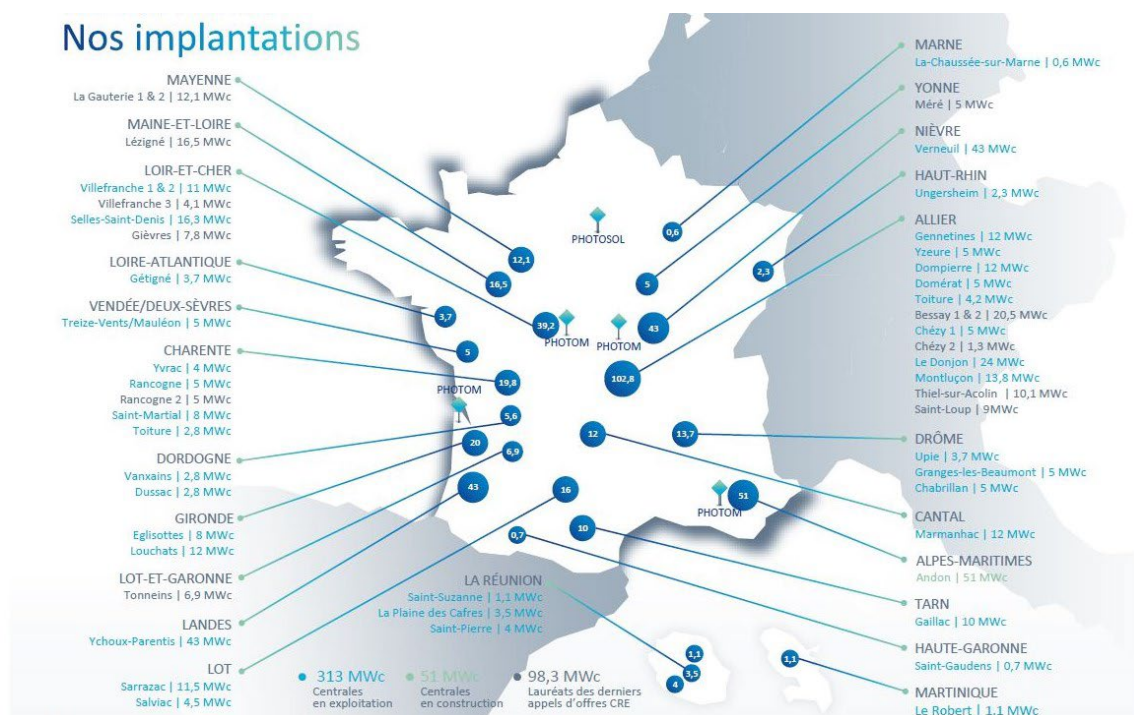 Nos implantations
MAYENNE
La Gauterie 1 & 2 | 12,1 MWc
MAINE-ET-LOIRE
Lézigné | 16,5 MWc
LOIR-ET-CHER
Villefranche 1 & 2 | 11 MWc
Villefranche 3 | 4,1 MWc
Selles-Saint-Denis | 16,3 MWc
Gièvres | 7,8 MWc
LOIRE-ATLANTIQUE
Gétigné | 3,7 MWc
VENDÉE/DEUX-SÈVRES
Treize-Vents/Mauléon | 5 MWc
CHARENTE
Yvrac | 4 MWc
Rancogne | 5 MWc
Rancogne 2 | 5 MWc
Saint-Martial | 8 MWc
Toiture | 2,8 MWc
DORDOGNE
Vanxains | 2,8 MWc
Dussac | 2,8 MWc
GIRONDE
Eglisottes | 8 MWc
Louchats | 12 MWc
LOT-ET-GARONNE
Tonneins | 6,9 MWc
LANDES
Ychoux-Parentis | 43 MWc
LOT
Sarrazac | 11,5 MWc
Salviac | 4,5 MWc
PHOTOSOL
0,6
12,1
16,5
5
2,3
3,7
39,2
PHOTOM
PHOTOM
43
5
19,8
102,8
PHOTOM
5,6
20
6,9
12
13,7
43
16
PHOTOM
51
0,7
10
LA RÉUNION
Saint-Suzanne | 1,1 MWc
La Plaine des Cafres | 3,5 MWc
Saint-Pierre | 4 MWc
1,1
3,5
4
1,1
313 MWc
Centrales
en exploitation
51 MWc
Centrales
en construction
98,3 MWc
Lauréats des derniers
appels d'offres CRE
MARNE
La-Chaussée-sur-Marne | 0,6 MWc
YONNE
Méré | 5 MWc
NIÈVRE
Verneuil | 43 MWc
HAUT-RHIN
Ungersheim | 2,3 MWc
ALLIER
Gennetines | 12 MWc
Yzeure | 5 MWc
Dompierre | 12 MWc
Domérat | 5 MWc
Toiture | 4,2 MWc
Bessay 1 & 2 | 20,5 MWc
Chézy 1 | 5 MWc
Chézy 2 | 1,3 MWc
Le Donjon | 24 MWc
Montluçon | 13,8 MWc
Thiel-sur-Acolin | 10,1 MWc
Saint-Loup | 9MWc
DRÔME
Upie | 3,7 MWc
Granges-les-Beaumont | 5 MWc
Chabrillan | 5 MWc
CANTAL
Marmanhac | 12 MWc
ALPES-MARITIMES
Andon | 51 MWc
TARN
Gaillac | 10 MWc
HAUTE-GARONNE
Saint-Gaudens | 0,7 MWc
MARTINIQUE
Le Robert | 1,1 MWc